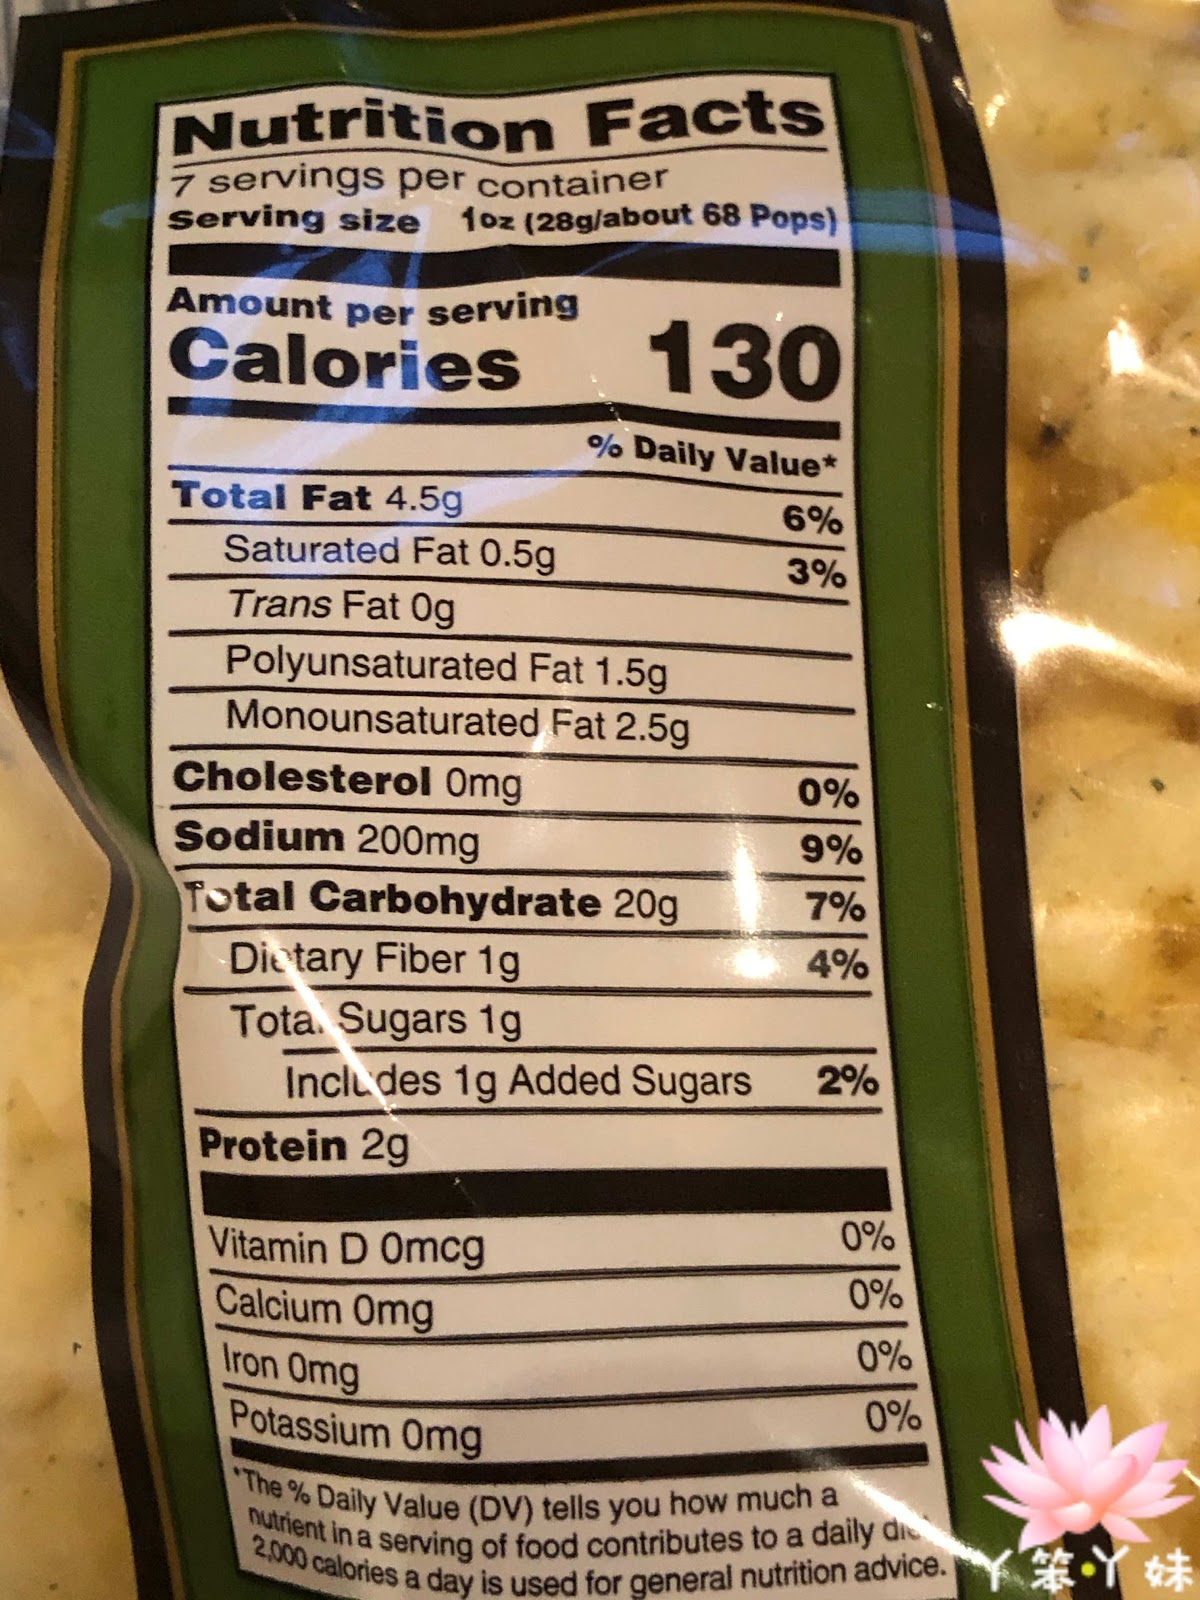 Nutrition Facts
7 servings per container
Serving size 1oz (28g/about 68 Pops)
Amount per serving
Calories 130
% Daily Value*
Total Fat 4.5g 6%
Saturated Fat 0.5g 3%
Trans Fat 0g
Polyunsaturated Fat 1.5g
Monounsaturated Fat 2.5g
Cholesterol 0mg 0%
Sodium 200mg 9%
Total Carbohydrate 20g 7%
Dietary Fiber 1g 4%
Total Sugars 1g
Includes 1g Added Sugars 2%
Protein 2g
Vitamin D 0mcg 0%
Calcium 0mg 0%
Iron 0mg 0%
Potassium 0mg 0%
*The % Daily Value (DV) tells you how much a
nutrient in a serving of food contributes to a daily diet.
2,000 calories a day is used for general nutrition advice.
丫笨•丫妹